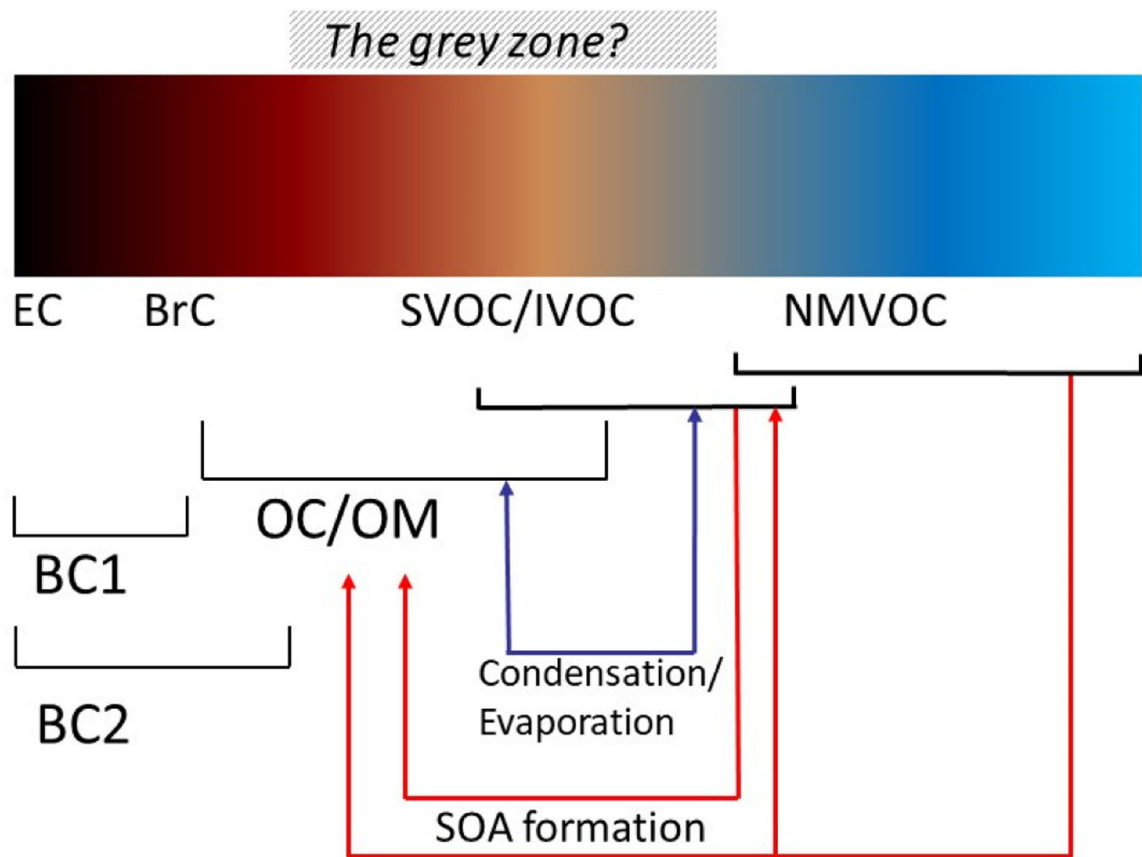 The grey zone?
EC BrC SVOC/IVOC NMVOC
OC/OM
BC1
Condensation/
Evaporation
BC2
SOA formation